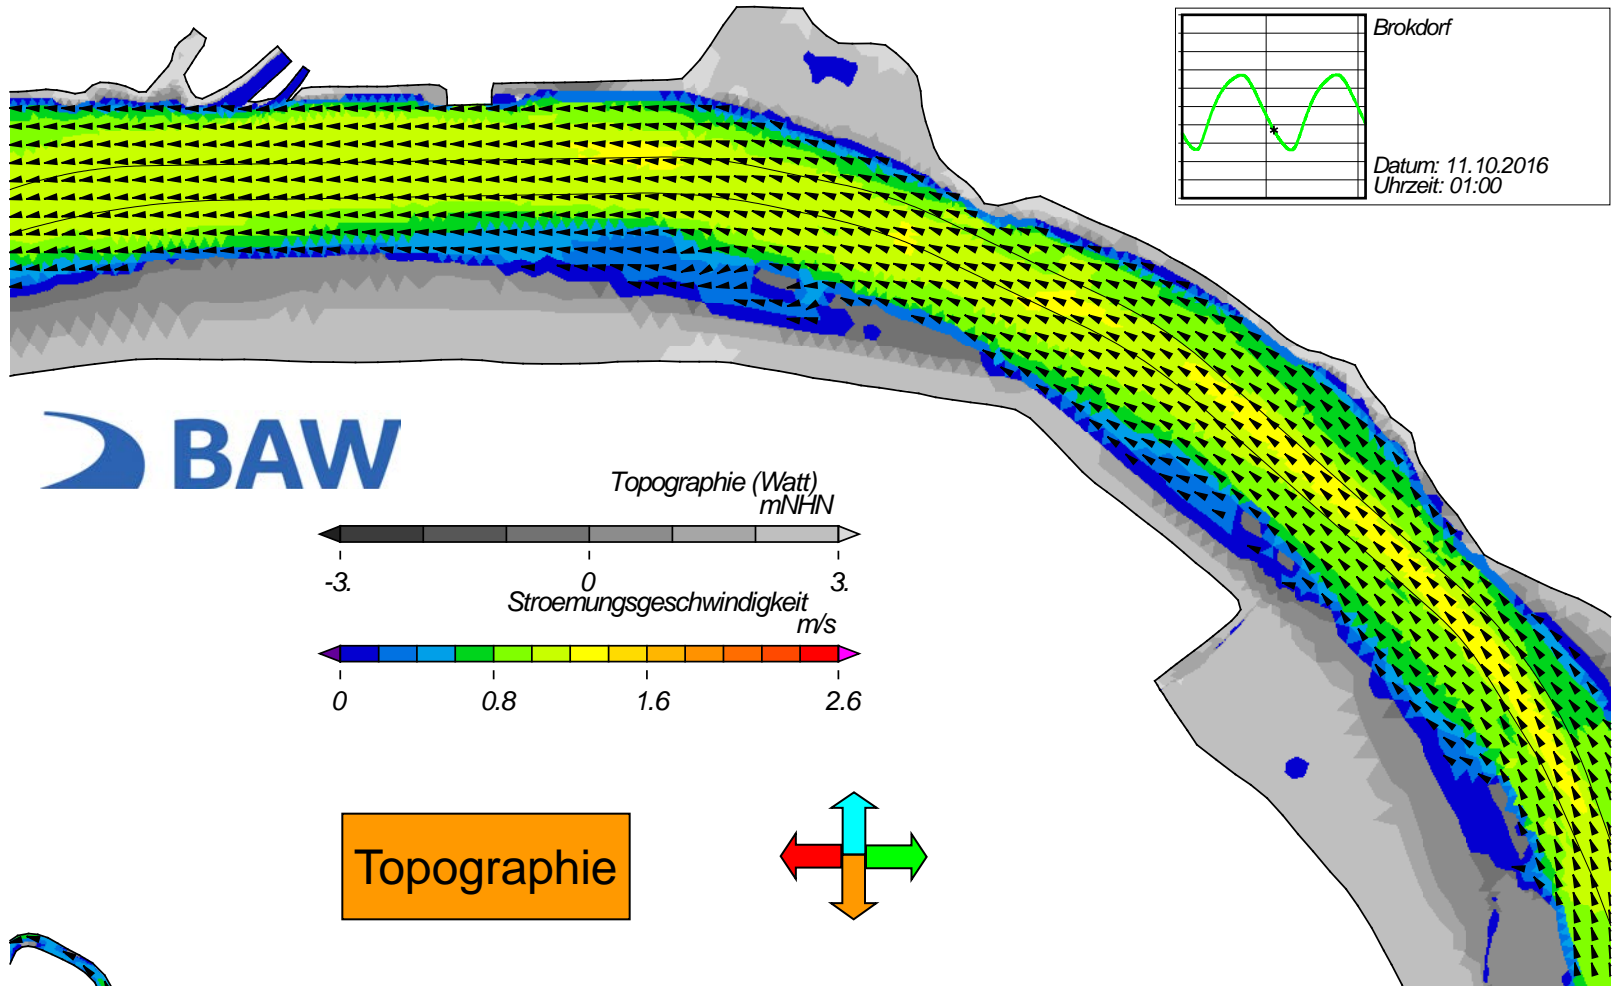 Brokdorf
Datum: 11.10.2016
Uhrzeit: 01:00
BAW
Topographie (Watt)
mNHN
-3. 0 3.
Stroemungsgeschwindigkeit
m/s
0 0.8 1.6 2.6
Topographie